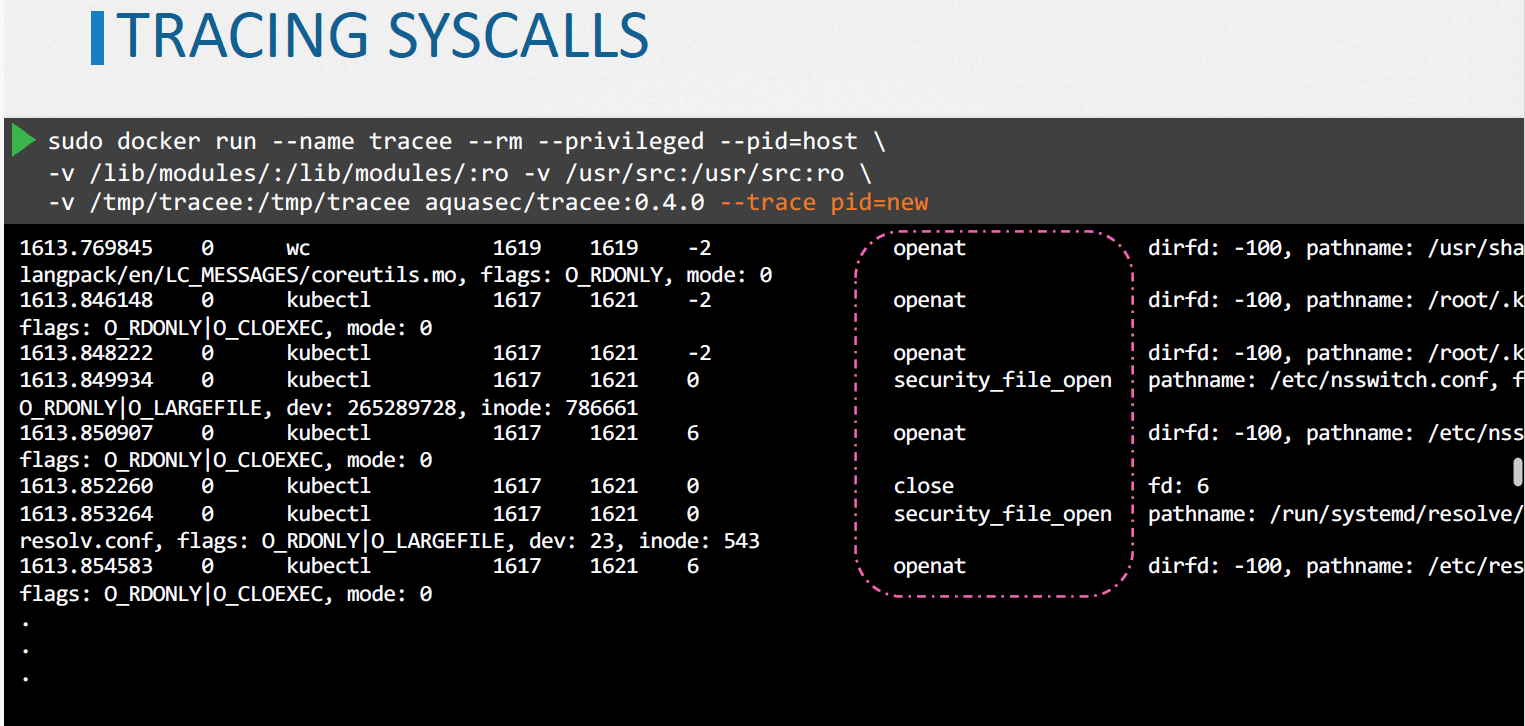 TRACING SYSCALLS
sudo docker run --name tracee --rm --privileged --pid=host \
-v /lib/modules/:/lib/modules/:ro -v /usr/src:/usr/src:ro \
-v /tmp/tracee:/tmp/tracee aquasec/tracee:0.4.0 --trace pid=new
1613.769845 0 wc 1619 1619 -2 openat dirfd: -100, pathname: /usr/sha
langpack/en/LC_MESSAGES/coreutils.mo, flags: O_RDONLY, mode: 0
1613.846148 0 kubectl 1617 1621 -2 openat dirfd: -100, pathname: /root/.k
flags: O_RDONLY|O_CLOEXEC, mode: 0
1613.848222 0 kubectl 1617 1621 -2 openat dirfd: -100, pathname: /root/.k
1613.849934 0 kubectl 1617 1621 0 security_file_open pathname: /etc/nsswitch.conf, f
O_RDONLY|O_LARGEFILE, dev: 265289728, inode: 786661
1613.850907 0 kubectl 1617 1621 6 openat dirfd: -100, pathname: /etc/nss
flags: O_RDONLY|O_CLOEXEC, mode: 0
1613.852260 0 kubectl 1617 1621 0 close fd: 6
1613.853264 0 kubectl 1617 1621 0 security_file_open pathname: /run/systemd/resolve/
resolv.conf, flags: O_RDONLY|O_LARGEFILE, dev: 23, inode: 543
1613.854583 0 kubectl 1617 1621 6 openat dirfd: -100, pathname: /etc/res
flags: O_RDONLY|O_CLOEXEC, mode: 0
.
.
.